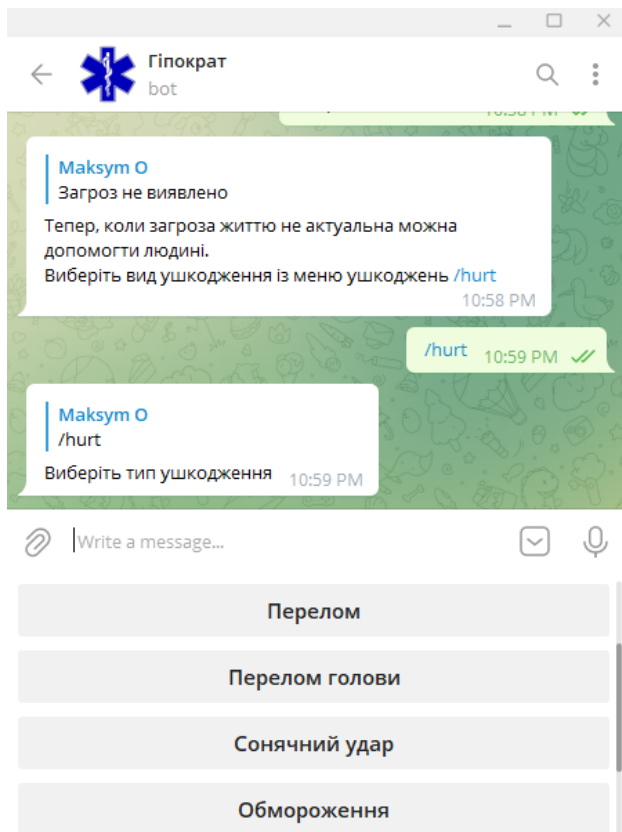 Гіпократ
bot
Maksym O
Загроз не виявлено
Тепер, коли загроза життю не актуальна можна
допомогти людині.
Виберіть вид ушкодження із меню ушкоджень /hurt
10:58 PM
/hurt 10:59 PM
Maksym O
/hurt
Виберіть тип ушкодження 10:59 PM
Write a message...
Перелом
Перелом голови
Сонячний удар
Обмороження